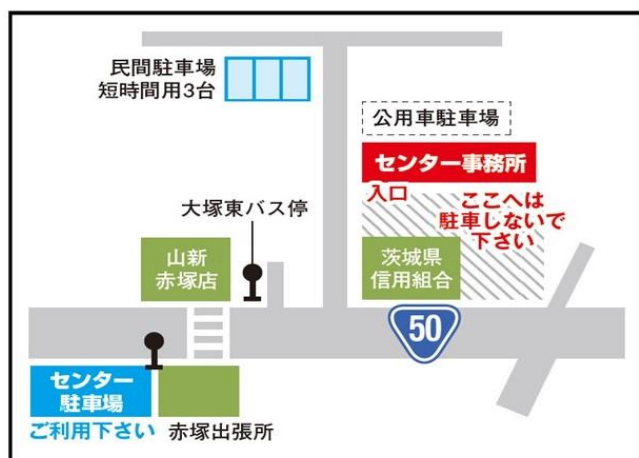 民間駐車場
短時間用3台
公用車駐車場
センター事務所
入口
ここへは
駐車しないで
下さい
大塚東バス停
山新
赤塚店
茨城県
信用組合
50
センター
駐車場
ご利用下さい
赤塚出張所